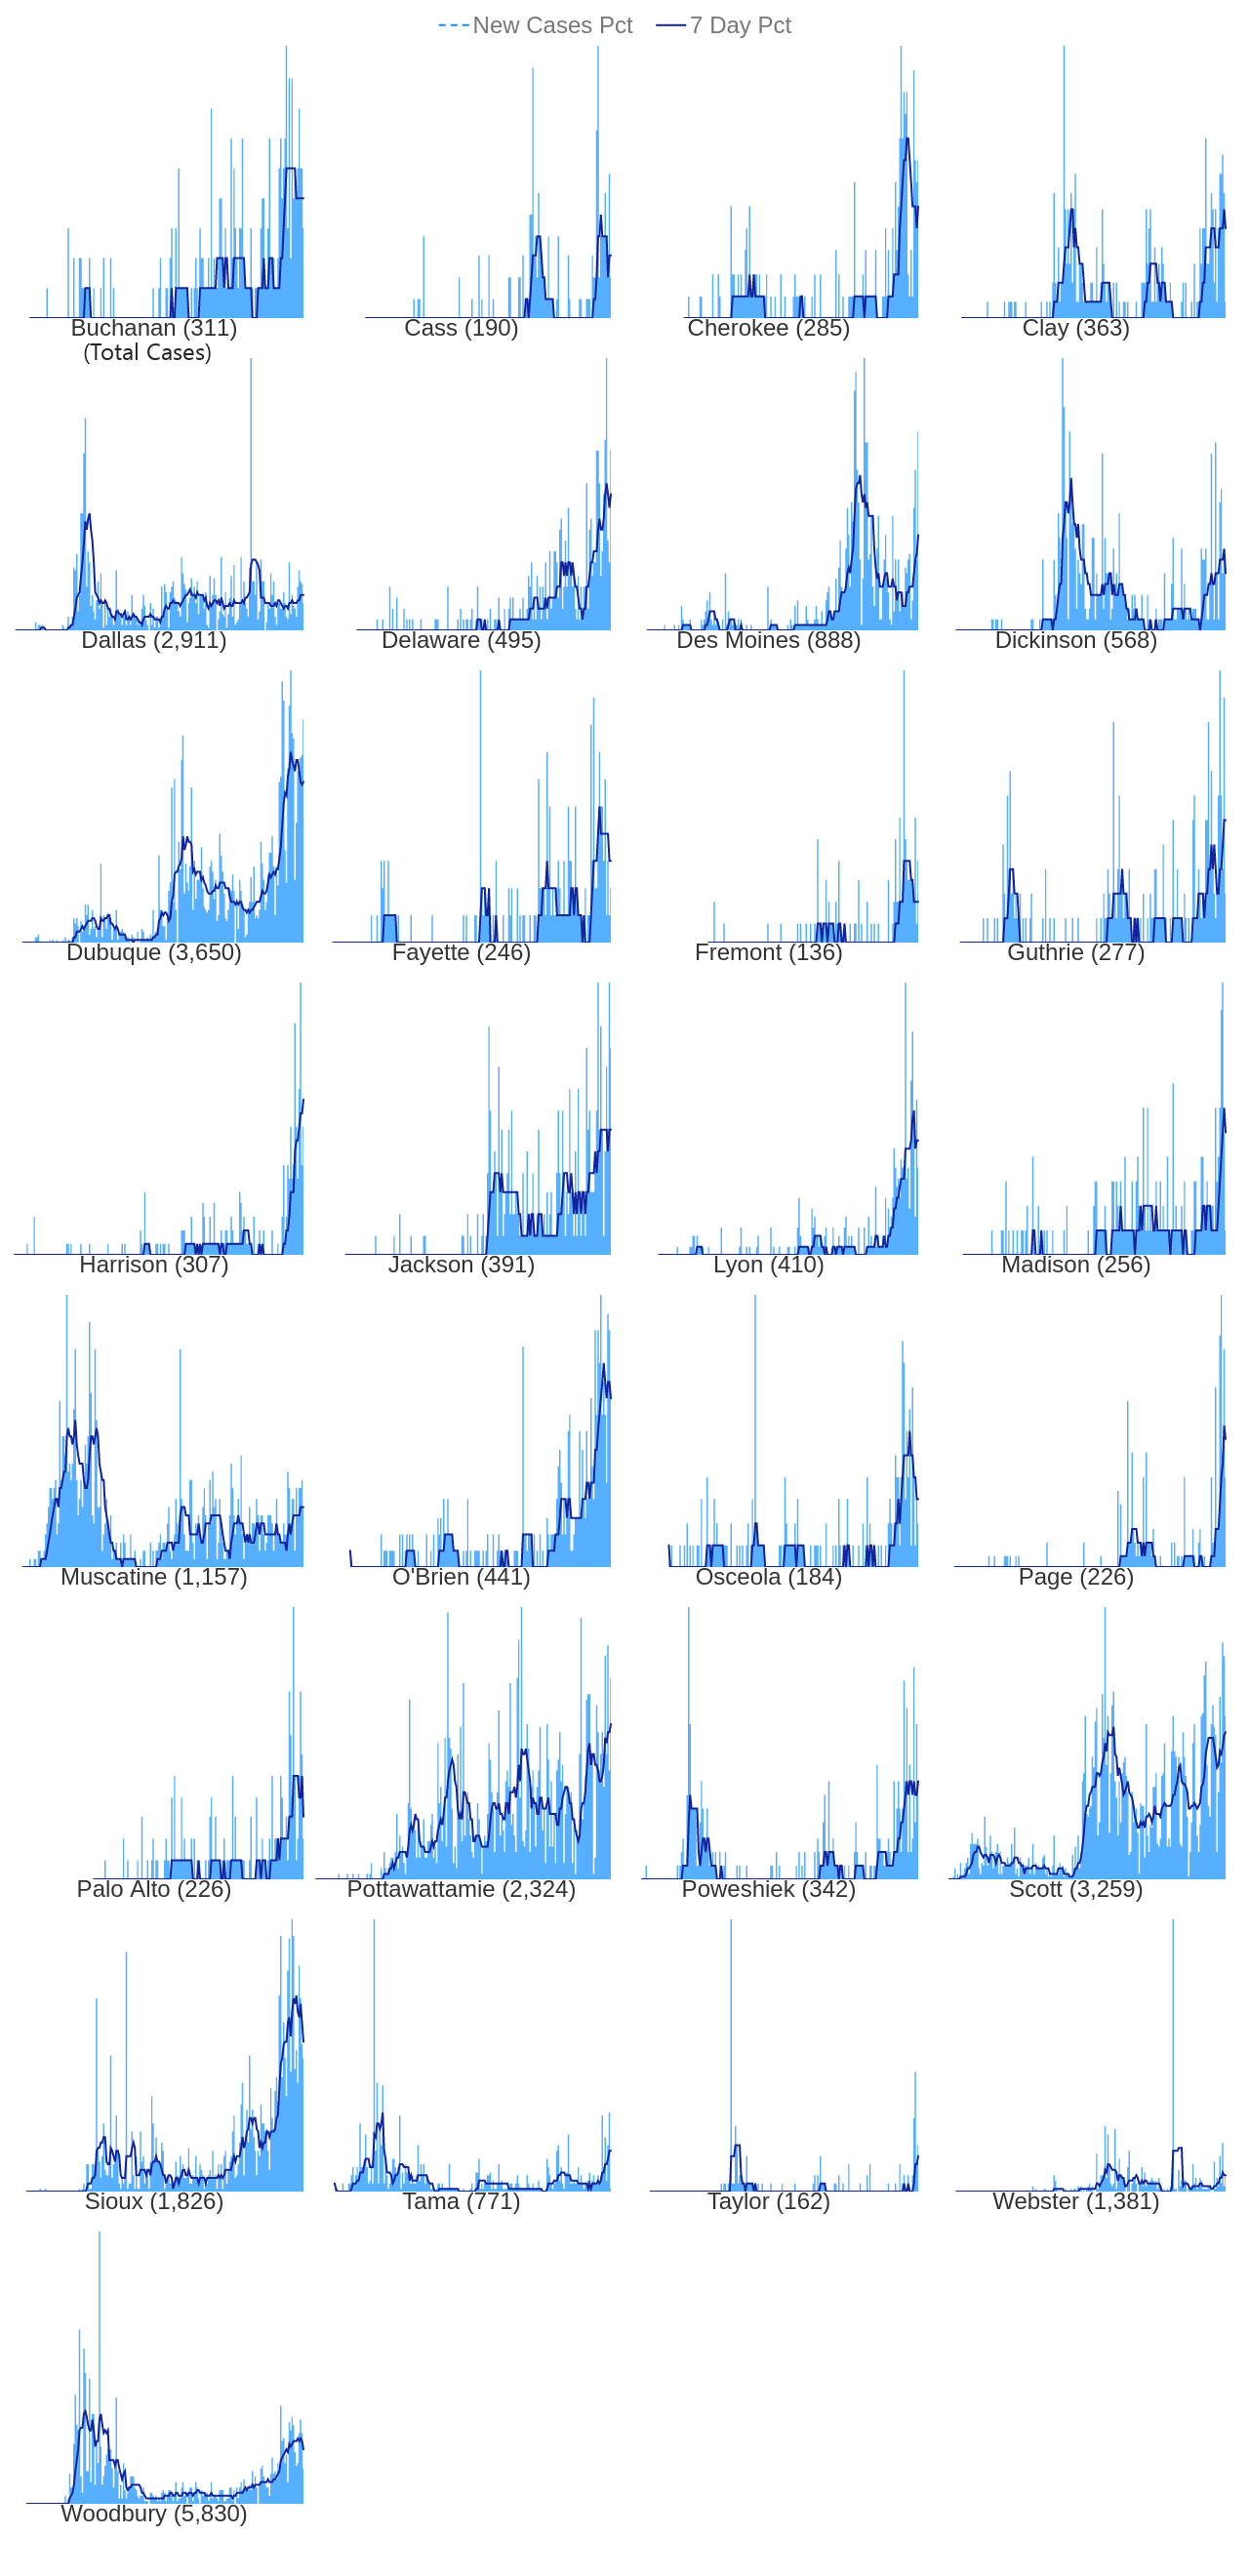 New Cases Pct 7 Day Pct
Buchanan (311) Cass (190) Cherokee (285) Clay (363)
(Total Cases)
Dallas (2,911) Delaware (495) Des Moines (888) Dickinson (568)
Dubuque (3,650) Fayette (246) Fremont (136) Guthrie (277)
Harrison (307) Jackson (391) Lyon (410) Madison (256)
Muscatine (1,157) O'Brien (441) Osceola (184) Page (226)
Palo Alto (226) Pottawattamie (2,324) Poweshiek (342) Scott (3,259)
Sioux (1,826) Tama (771) Taylor (162) Webster (1,381)
Woodbury (5,830)